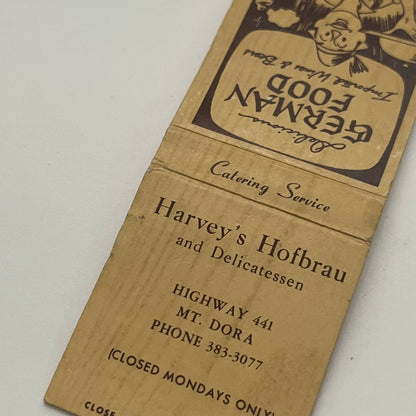 Delicious
GERMAN
FOOD
Imported Wines & Beers
Catering Service
Harvey's Hofbrau
and Delicatessen
HIGHWAY 441
MT. DORA
PHONE 383-3077
(CLOSED MONDAYS ONLY)
CLOSE